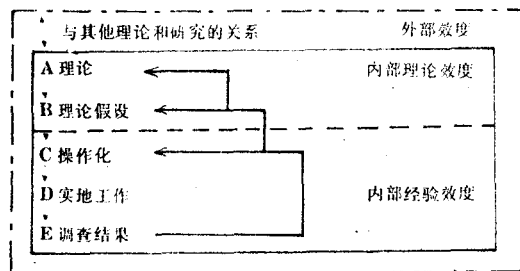 与其他理论和研究的关系 外部效度
A 理论 内部理论效度
B 理论假设
C 操作化
D 实地工作 内部经验效度
E 调查结果